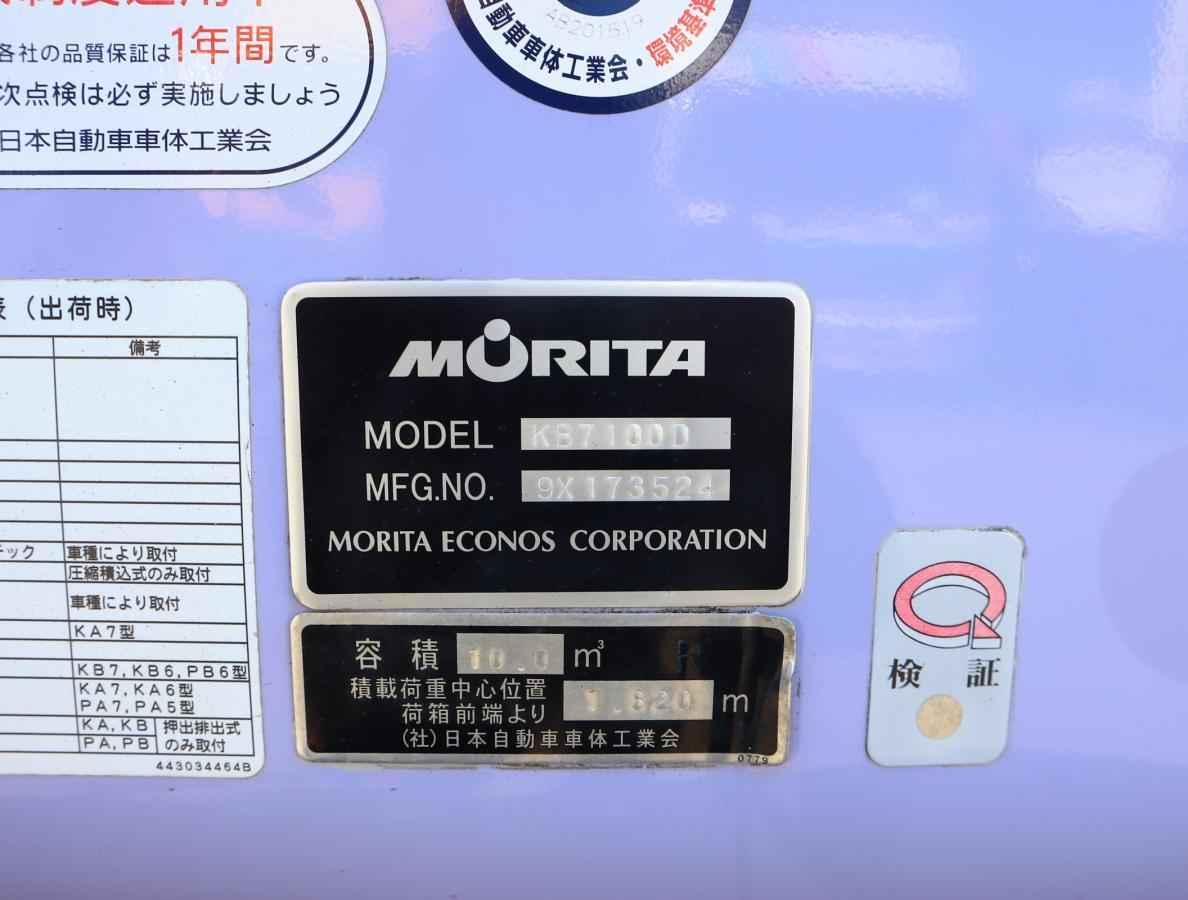 各社の品質保証は1年間です。
次点検は必ず実施しましょう
日本自動車車体工業会
4B201519
自動車車体工業会・環境基準
表（出荷時）
備考
車種により取付
圧縮積込式のみ取付
車種により取付
KA7型
KB7, KB6, PB6型
KA7, KA6型
PA7, PA5型
KA, KB 押出排出式
PA, PB のみ取付
443034464B
MORITA
MODEL KB7100D
MFG.NO. 9X173524
MORITA ECONOS CORPORATION
容積 10.0 m³
積載荷重中心位置
荷箱前端より 1.820 m
(社)日本自動車車体工業会
0779
検証